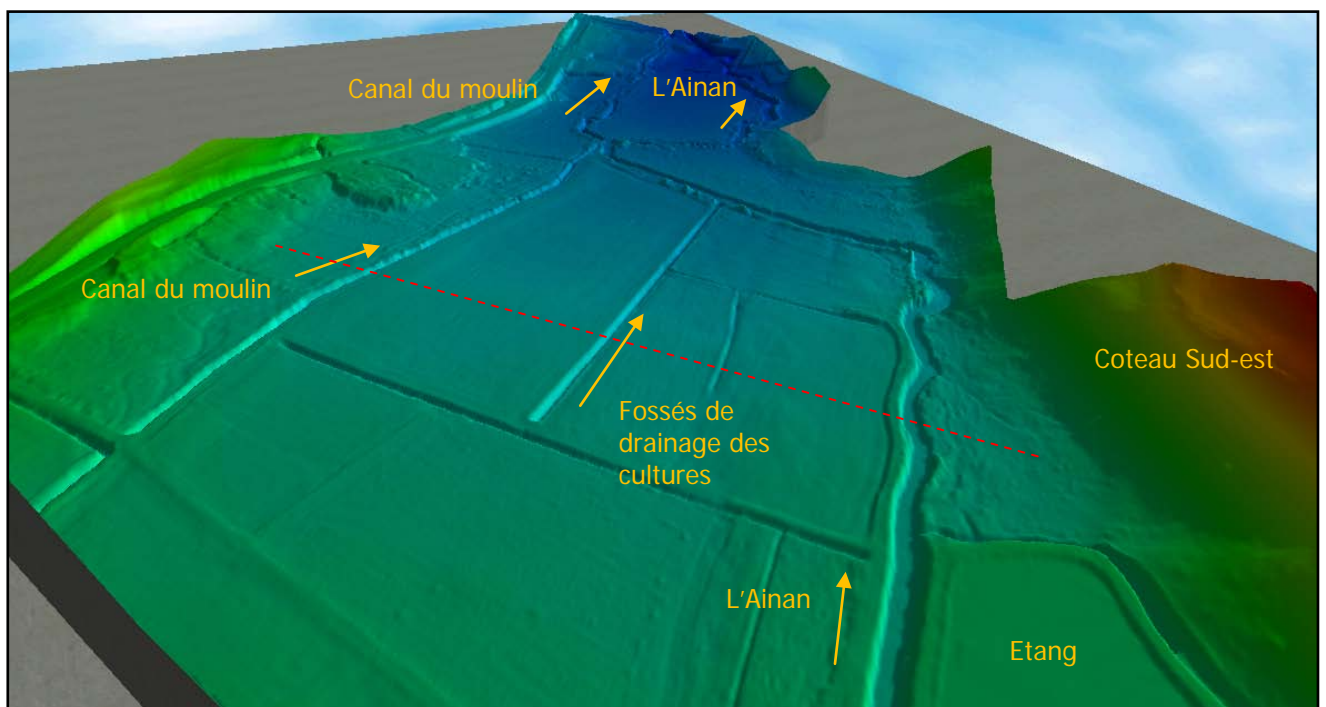 Canal du moulin
L'Ainan
Canal du moulin
Coteau Sud-est
Fossés de
drainage des
cultures
L'Ainan
Etang